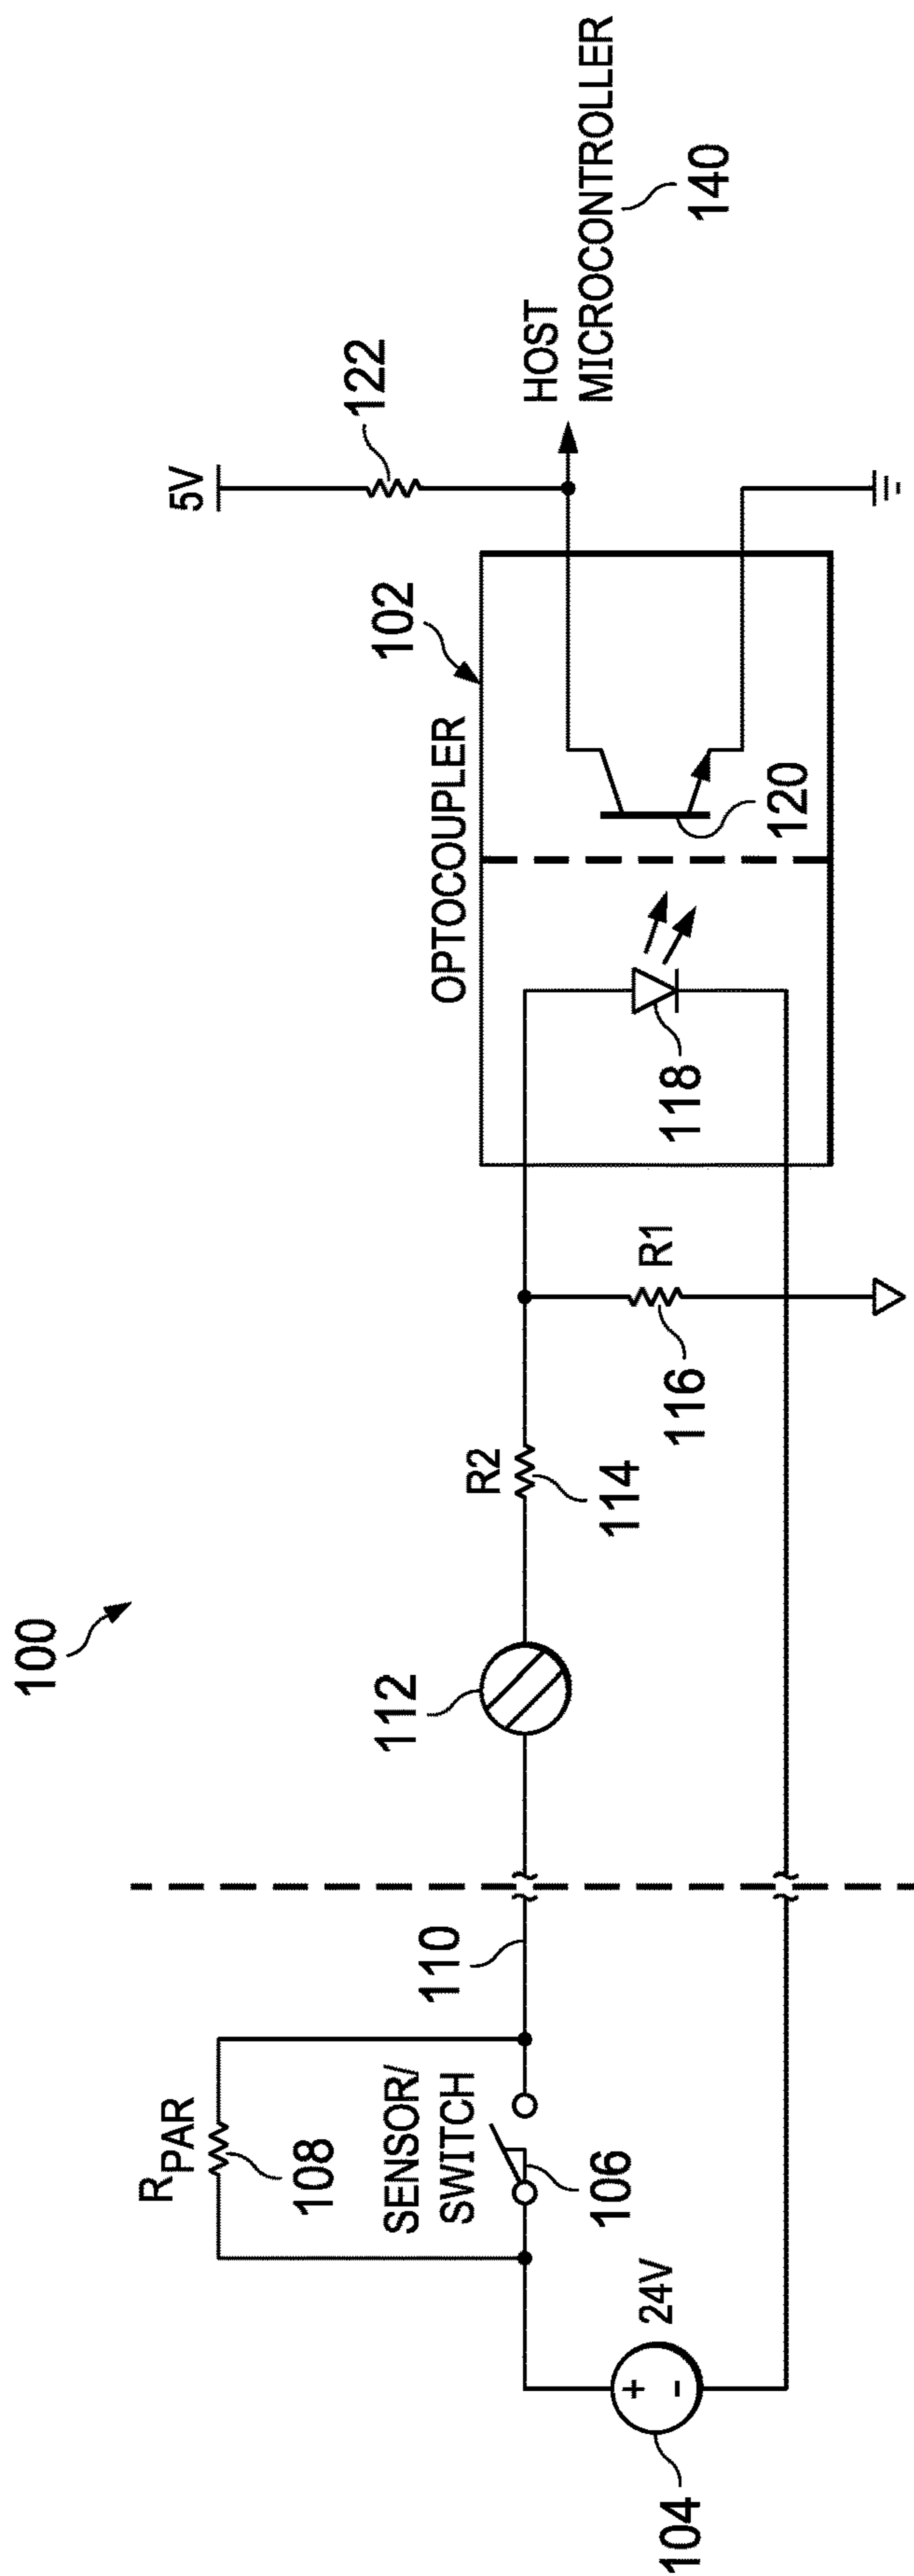 100
R_PAR
108
SENSOR/
SWITCH
106
110
24V
+
-
104
112
R2
114
R1
116
OPTOCOUPLER
102
118
120
5V
122
HOST
MICROCONTROLLER
140